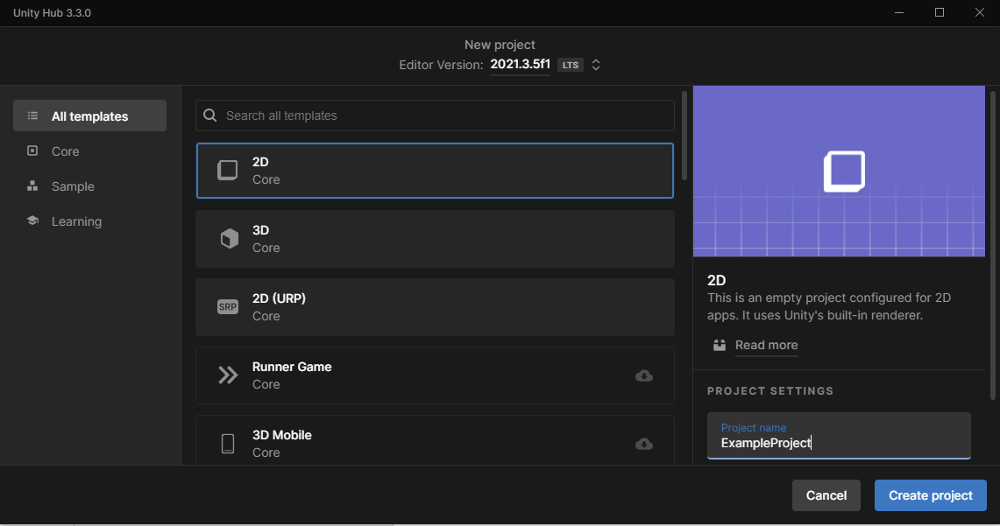 Unity Hub 3.3.0
New project
Editor Version: 2021.3.5f1 LTS
All templates
Core
Sample
Learning
Search all templates
2D
Core
3D
Core
SRP
2D (URP)
Core
Runner Game
Core
3D Mobile
Core
2D
This is an empty project configured for 2D
apps. It uses Unity's built-in renderer.
Read more
PROJECT SETTINGS
Project name
ExampleProject
Cancel
Create project